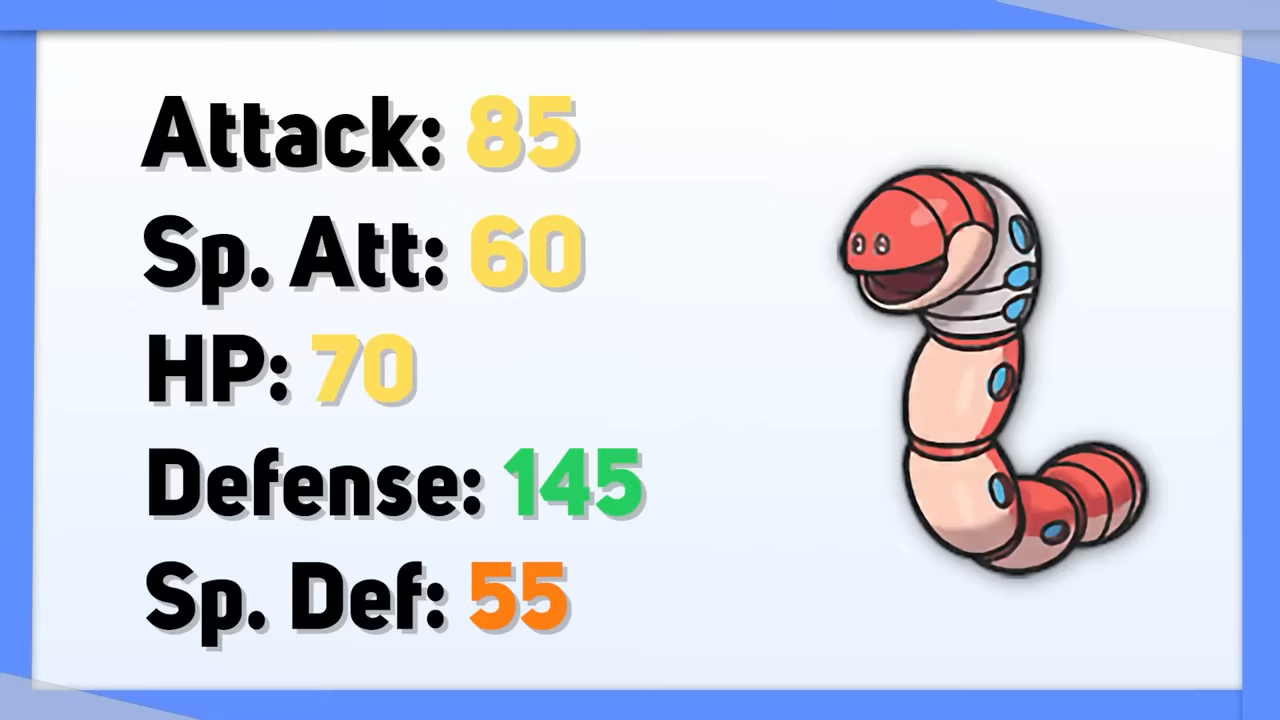 Attack: 85
Sp. Att: 60
HP: 70
Defense: 145
Sp. Def: 55